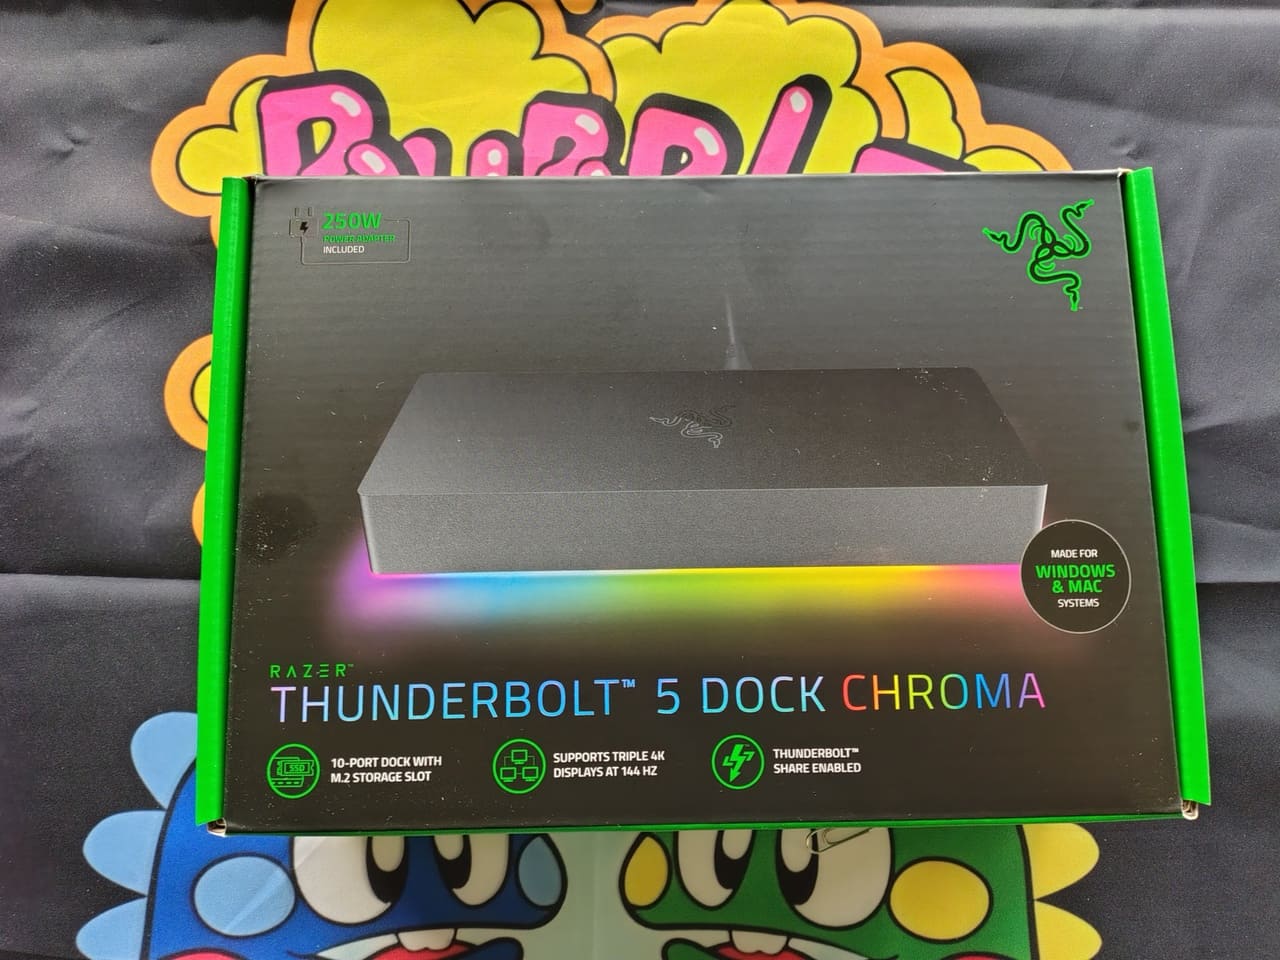 BUBBLE
250W
POWER ADAPTER
INCLUDED
MADE FOR
WINDOWS
& MAC
SYSTEMS
RAZER™
THUNDERBOLT™ 5 DOCK CHROMA
SSD
10-PORT DOCK WITH
M.2 STORAGE SLOT
SUPPORTS TRIPLE 4K
DISPLAYS AT 144 HZ
THUNDERBOLT™
SHARE ENABLED